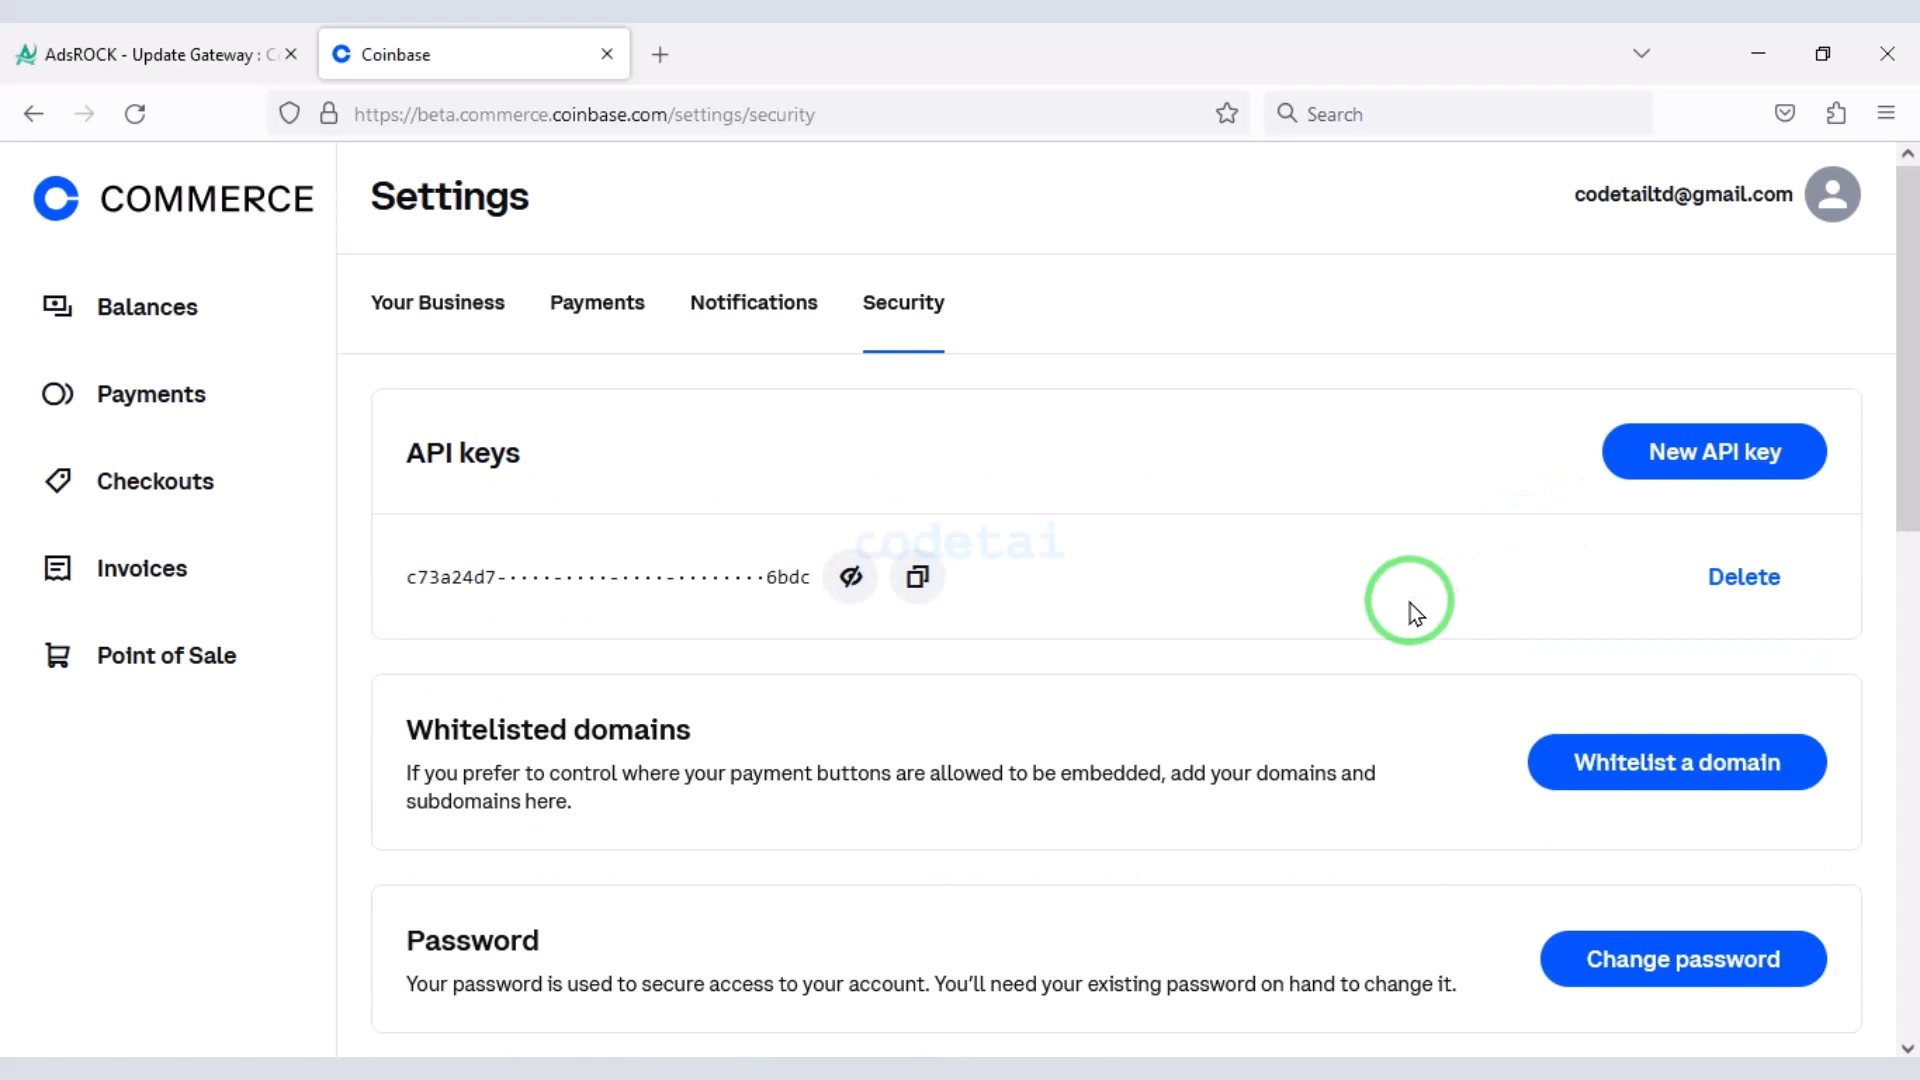 AdsROCK - Update Gateway : C
Coinbase
https://beta.commerce.coinbase.com/settings/security
Search
COMMERCE
Settings
codetailtd@gmail.com
Balances
Payments
Checkouts
Invoices
Point of Sale
Your Business
Payments
Notifications
Security
API keys
New API key
codetai
c73a24d7-····-····-····-········6bdc
Delete
Whitelisted domains
If you prefer to control where your payment buttons are allowed to be embedded, add your domains and
subdomains here.
Whitelist a domain
Password
Your password is used to secure access to your account. You’ll need your existing password on hand to change it.
Change password